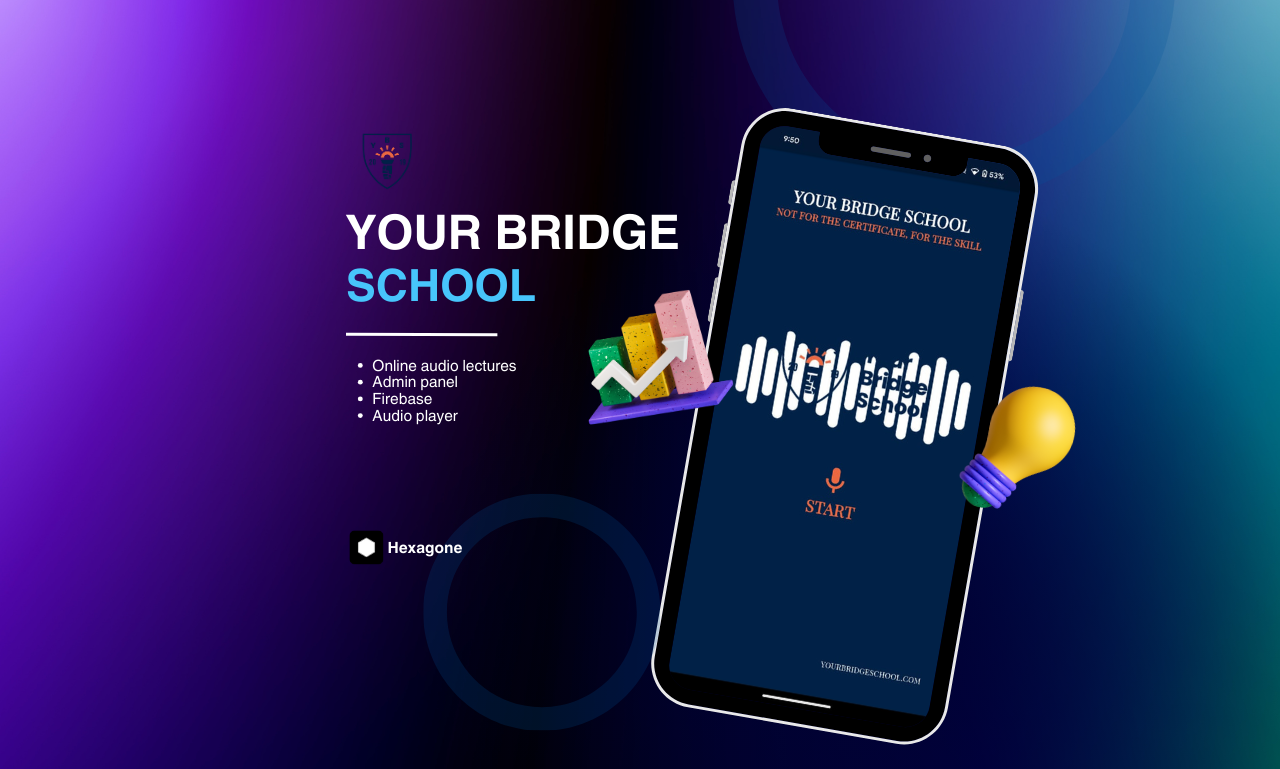 YOUR BRIDGE
SCHOOL
• Online audio lectures
• Admin panel
• Firebase
• Audio player
Hexagone
9:50
53%
YOUR BRIDGE SCHOOL
NOT FOR THE CERTIFICATE, FOR THE SKILL
Bridge
School
START
YOURBRIDGESCHOOL.COM